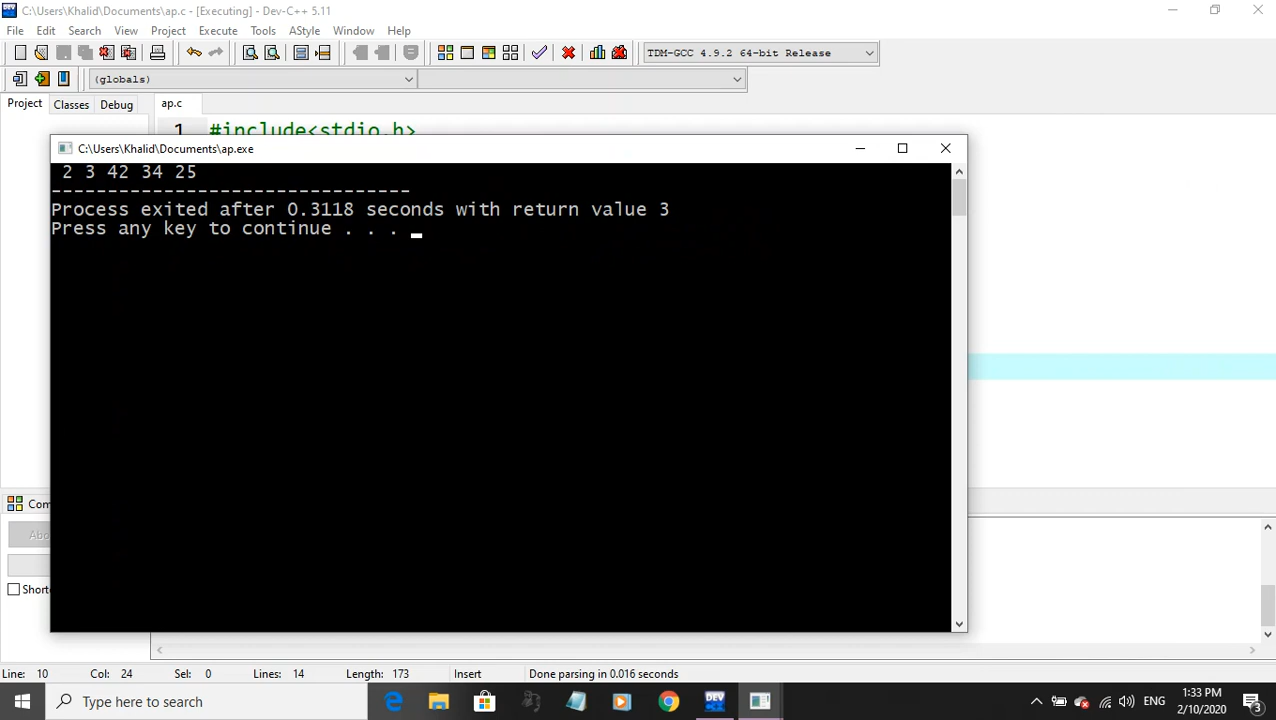 C:\Users\Khalid\Documents\ap.c - [Executing] - Dev-C++ 5.11
File Edit Search View Project Execute Tools AStyle Window Help
TDM-GCC 4.9.2 64-bit Release
(globals)
Project Classes Debug ap.c
1 #include<stdio.h>
C:\Users\Khalid\Documents\ap.exe
2 3 42 34 25
--------------------------------
Process exited after 0.3118 seconds with return value 3
Press any key to continue . . .
Com
Abo
Shorte
Line: 10 Col: 24 Sel: 0 Lines: 14 Length: 173 Insert Done parsing in 0.016 seconds
Type here to search
DEV
ENG
1:33 PM
2/10/2020
3